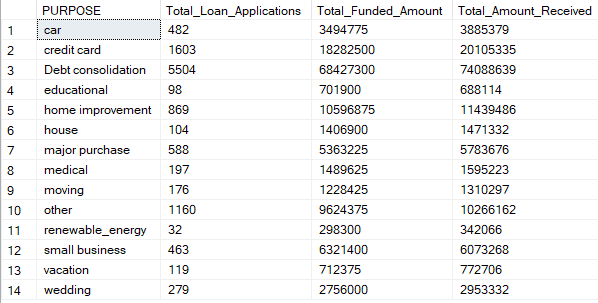 PURPOSE Total_Loan_Applications Total_Funded_Amount Total_Amount_Received
1 car 482 3494775 3885379
2 credit card 1603 18282500 20105335
3 Debt consolidation 5504 68427300 74088639
4 educational 98 701900 688114
5 home improvement 869 10596875 11439486
6 house 104 1406900 1471332
7 major purchase 588 5363225 5783676
8 medical 197 1489625 1595223
9 moving 176 1228425 1310297
10 other 1160 9624375 10266162
11 renewable_energy 32 298300 342066
12 small business 463 6321400 6073268
13 vacation 119 712375 772706
14 wedding 279 2756000 2953332